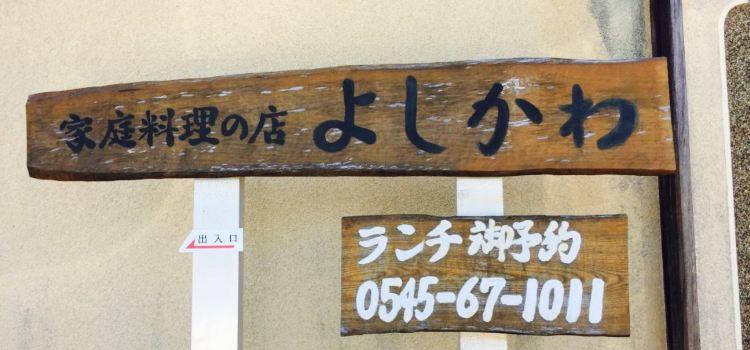 家庭料理の店 よしかわ
出入口
ランチ御予約
0545-67-1011